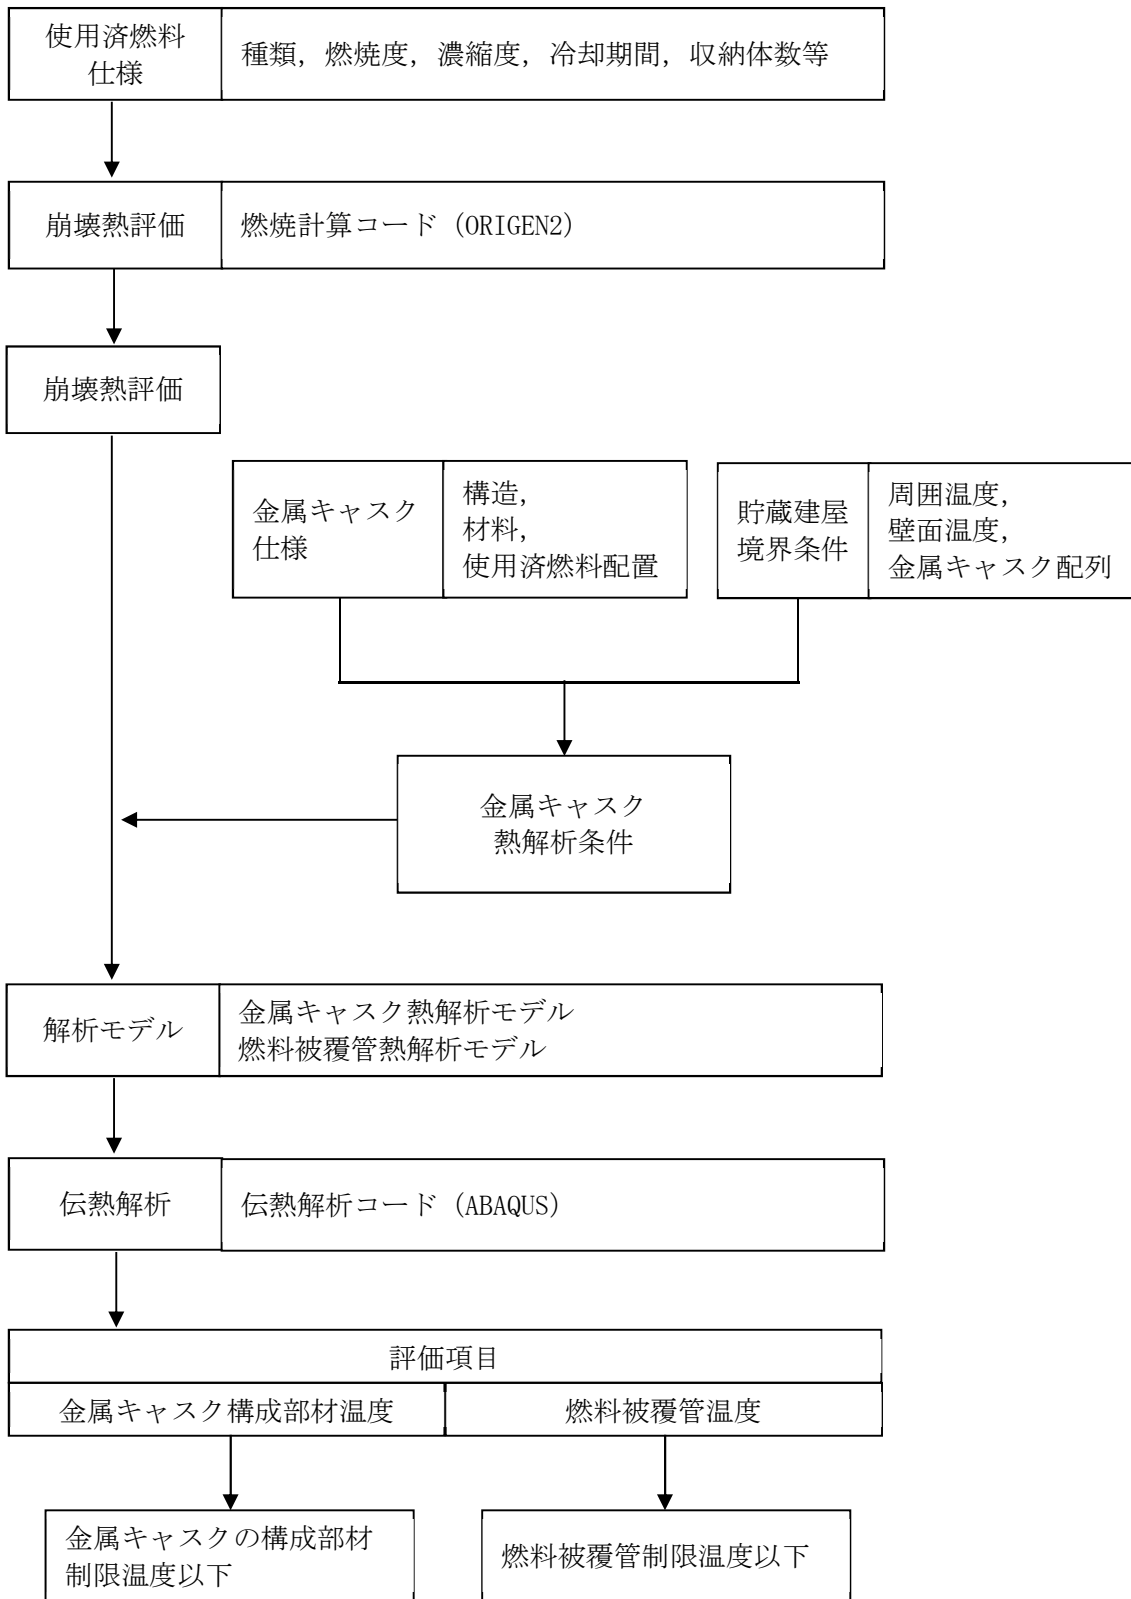 使用済燃料
仕様
種類，燃焼度，濃縮度，冷却期間，収納体数等
崩壊熱評価
燃焼計算コード（ORIGEN2）
崩壊熱評価
金属キャスク
仕様
構造，
材料，
使用済燃料配置
貯蔵建屋
境界条件
周囲温度，
壁面温度，
金属キャスク配列
金属キャスク
熱解析条件
解析モデル
金属キャスク熱解析モデル
燃料被覆管熱解析モデル
伝熱解析
伝熱解析コード（ABAQUS）
評価項目
金属キャスク構成部材温度
燃料被覆管温度
金属キャスクの構成部材
制限温度以下
燃料被覆管制限温度以下